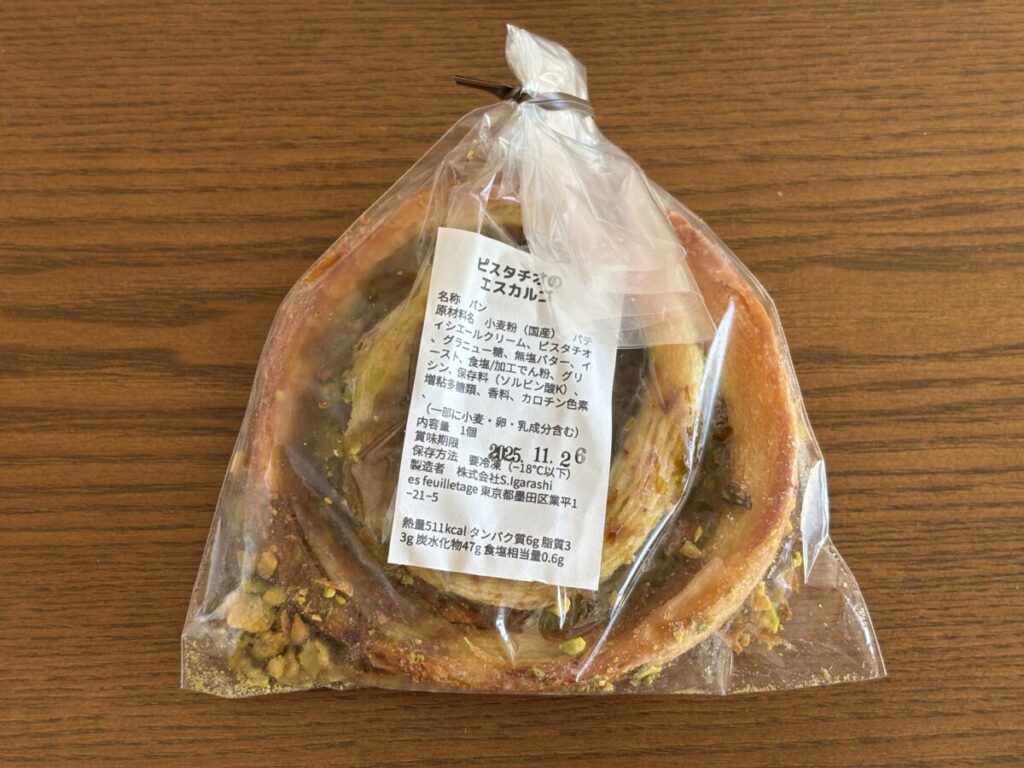 ピスタチオの
エスカルゴ
名称 パン
原材料名 小麦粉（国産） パテ
ィシエールクリーム、ピスタチオ
、グラニュー糖、無塩バター、イ
ースト、食塩/加工でん粉、グリ
シン、保存料（ソルビン酸K）、
増粘多糖類、香料、カロチン色素
、
（一部に小麦・卵・乳成分含む）
内容量 1個
賞味期限 2025. 11. 26
保存方法 要冷凍（−18℃以下）
製造者 株式会社S.Igarashi
es feuilletage 東京都墨田区業平1
−21−5
熱量511kcal タンパク質6g 脂質3
3g 炭水化物47g 食塩相当量0.6g